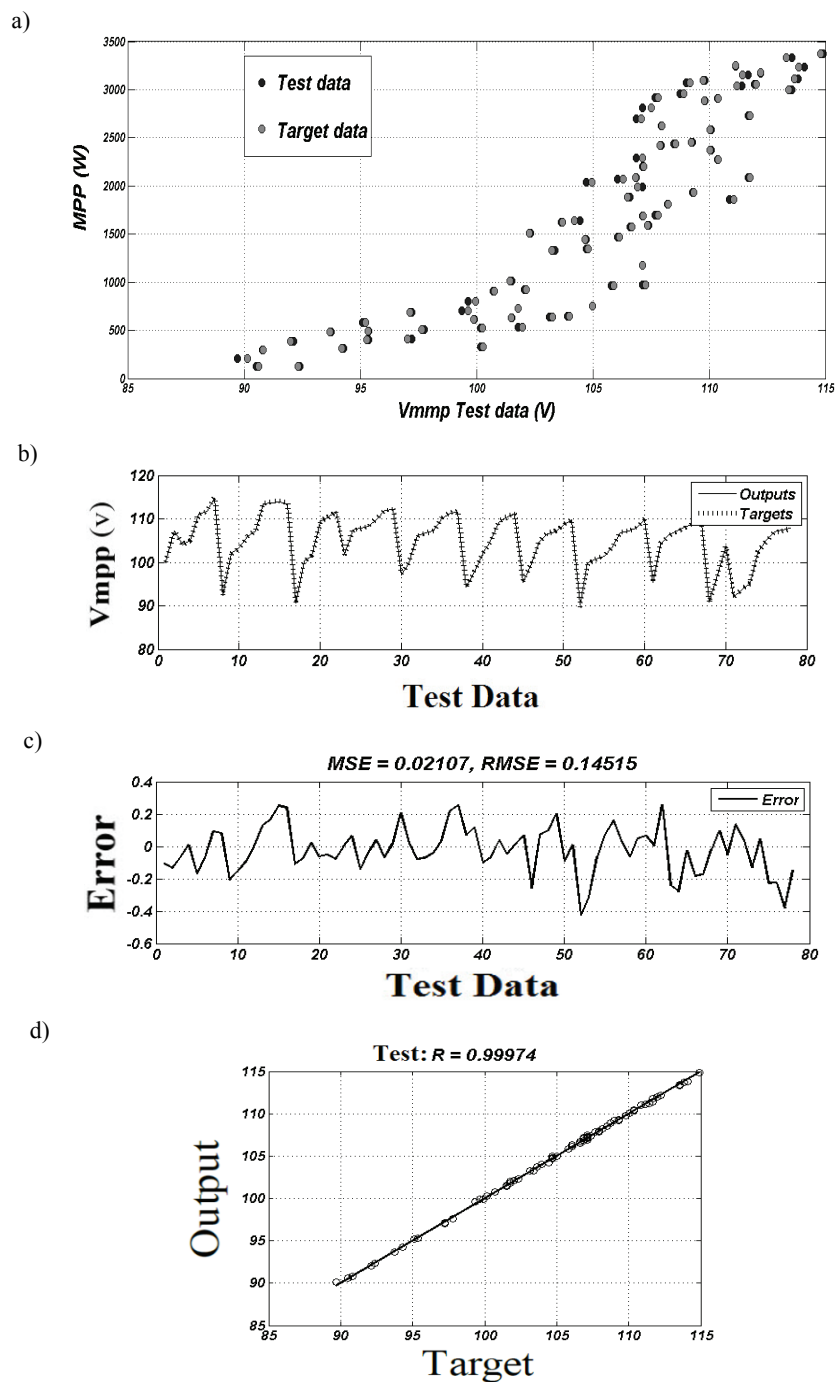 a)
3500
3000
2500
2000
1500
1000
500
0
MPP (W)
Test data
Target data
85 90 95 100 105 110 115
Vmmp Test data (V)
b)
120
110
100
90
80
Vmpp (v)
Outputs
Targets
0 10 20 30 40 50 60 70 80
Test Data
c)
MSE = 0.02107, RMSE = 0.14515
0.4
0.2
0
-0.2
-0.4
-0.6
Error
Error
0 10 20 30 40 50 60 70 80
Test Data
d)
Test: R = 0.99974
115
110
105
100
95
90
85
Output
85 90 95 100 105 110 115
Target